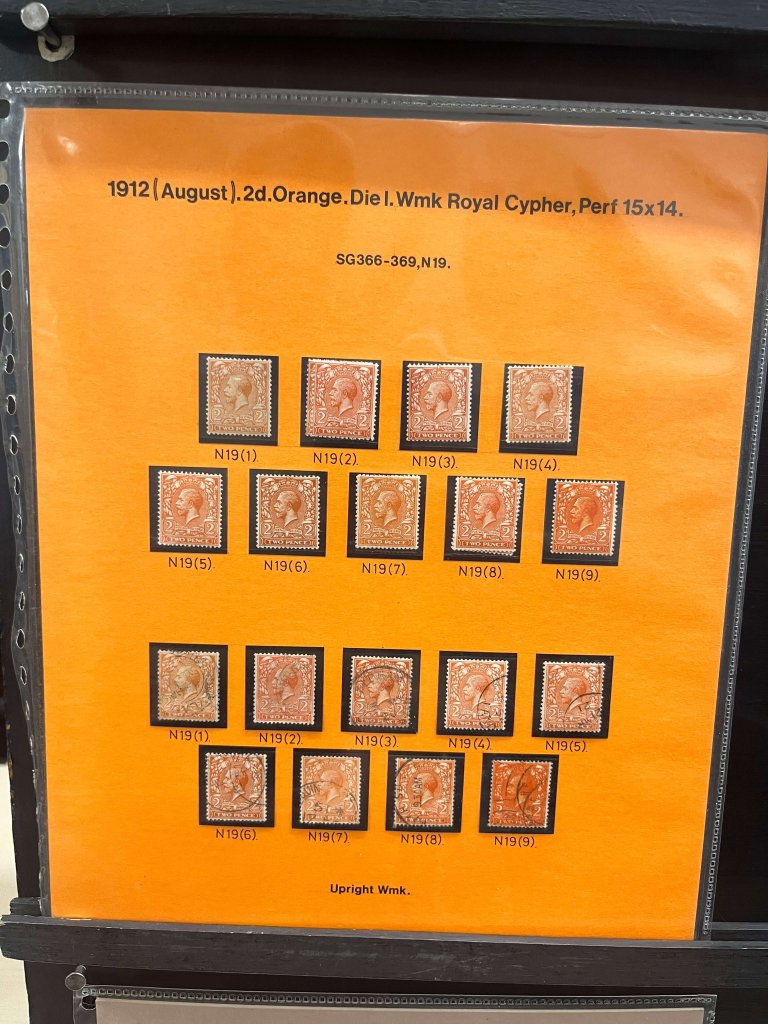 1912(August).2d.Orange.Die I.Wmk Royal Cypher,Perf 15x14.
SG366-369,N19.
N19(1). N19(2). N19(3). N19(4).
N19(5). N19(6). N19(7). N19(8). N19(9).
N19(1). N19(2). N19(3). N19(4). N19(5).
N19(6). N19(7). N19(8). N19(9).
Upright Wmk.